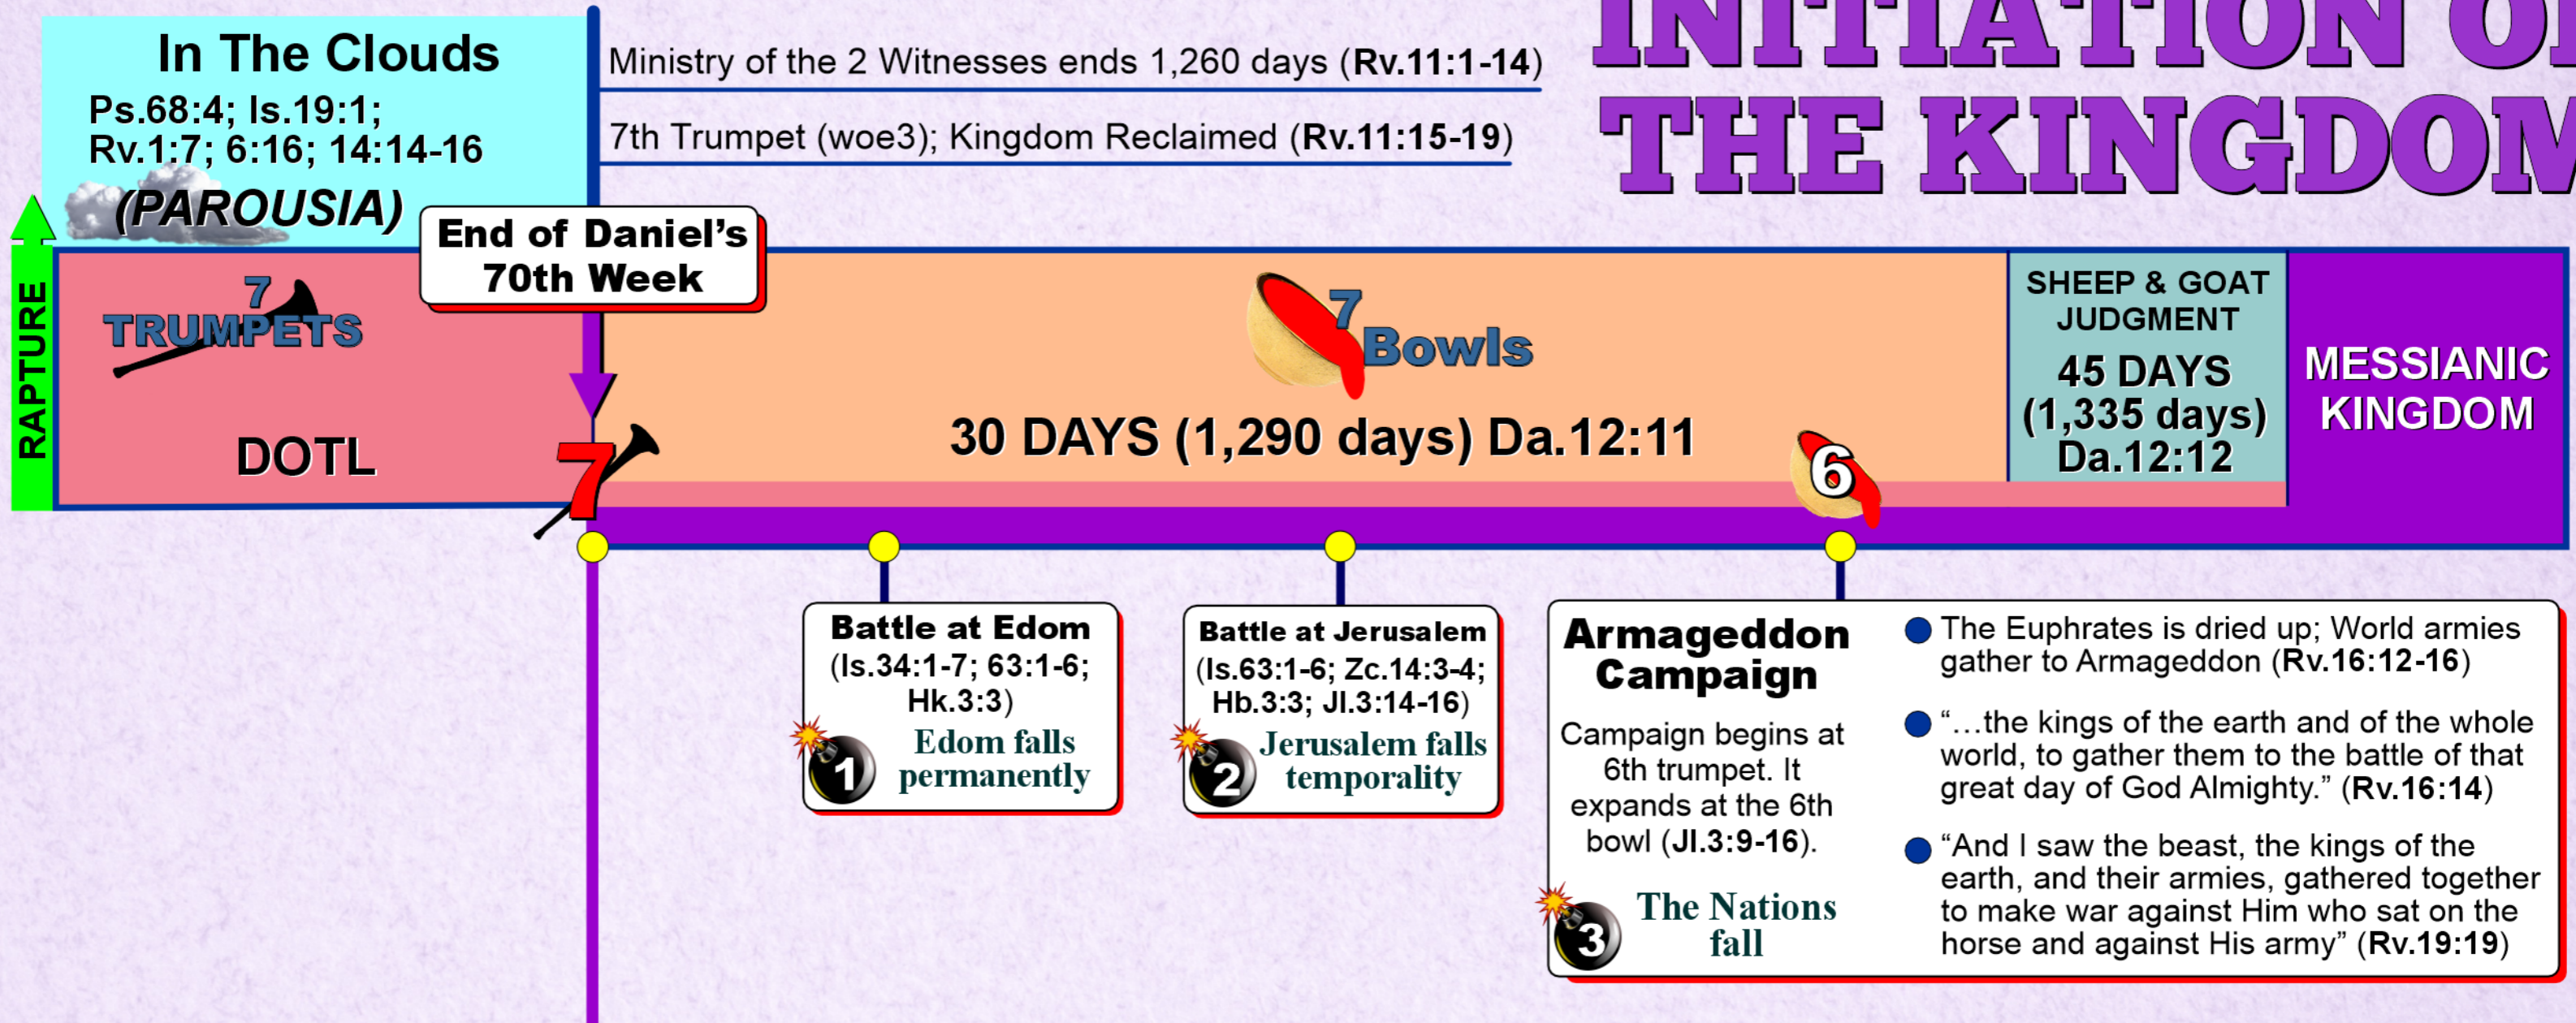 In The Clouds
Ps.68:4; Is.19:1;
Rv.1:7; 6:16; 14:14-16
(PAROUSIA)
Ministry of the 2 Witnesses ends 1,260 days (Rv.11:1-14)
7th Trumpet (woe3); Kingdom Reclaimed (Rv.11:15-19)
INITIATION
THE KINGDOM
RAPTURE
7
TRUMPETS
DOTL
End of Daniel’s
70th Week
7
7
Bowls
30 DAYS (1,290 days) Da.12:11
6
SHEEP & GOAT
JUDGMENT
45 DAYS
(1,335 days)
Da.12:12
MESSIANIC
KINGDOM
Battle at Edom
(Is.34:1-7; 63:1-6;
Hk.3:3)
1
Edom falls
permanently
Battle at Jerusalem
(Is.63:1-6; Zc.14:3-4;
Hb.3:3; Jl.3:14-16)
2
Jerusalem falls
temporality
Armageddon
Campaign
Campaign begins at
6th trumpet. It
expands at the 6th
bowl (Jl.3:9-16).
3
The Nations
fall
The Euphrates is dried up; World armies
gather to Armageddon (Rv.16:12-16)
“…the kings of the earth and of the whole
world, to gather them to the battle of that
great day of God Almighty.” (Rv.16:14)
“And I saw the beast, the kings of the
earth, and their armies, gathered together
to make war against Him who sat on the
horse and against His army” (Rv.19:19)